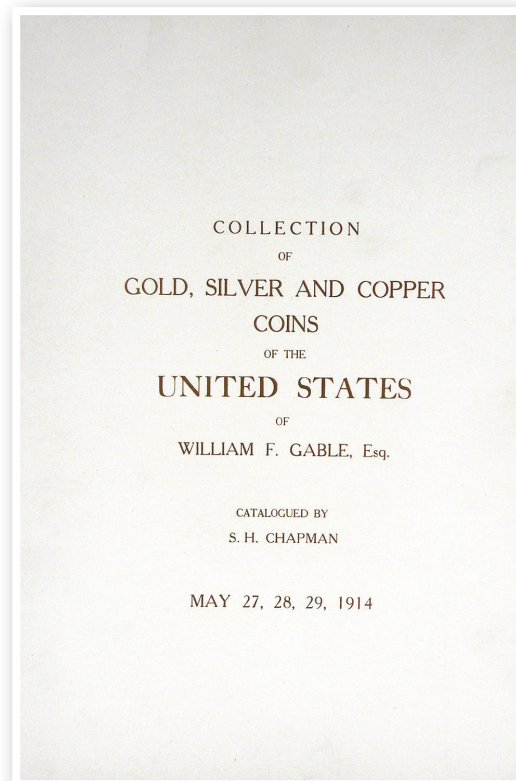 COLLECTION
OF
GOLD, SILVER AND COPPER
COINS
OF THE
UNITED STATES
OF
WILLIAM F. GABLE, Esq.
CATALOGUED BY
S. H. CHAPMAN
MAY 27, 28, 29, 1914